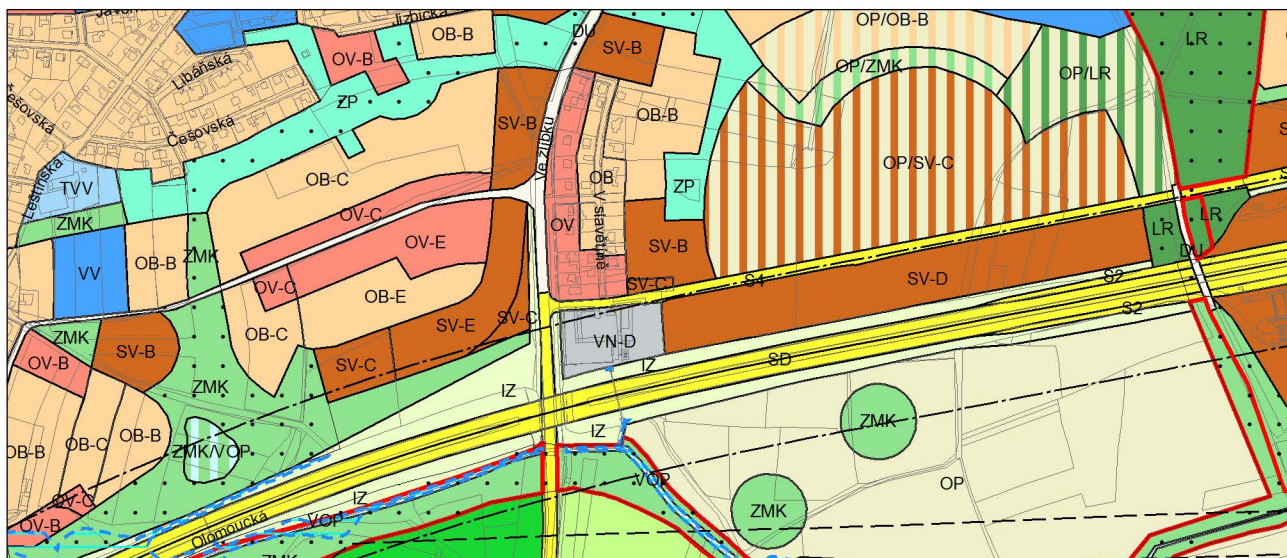 Jizbická
DU
OP/OB-B
OB-B
SV-B
LR
OV-B
Libáňská
OP/ZMK
OP/LR
ZP
Češovská
Češovská
SV-B
Ve žlíbku
OB-B
OP/SV-C
OB
V. stavětíně
ZP
Leštinská
TVV
OB-C
ZMK
OV-C
OV
OV-E
LR
LR
ZMK
SV-B
DU
VV
OB-B
OV-C
SV-C
S4
SV-D
S2
S2
OB-E
OB-C
SV-E
SV-C
VN-D
ZMK
SV-B
SV-C
SD
IZ
OV-B
ZMK
IZ
ZMK
OB-B
OB-C
OB-B
ZMK/VOP
IZ
VOP
OP
OV-C
IZ
ZMK
OV-B
Olomoucká
VOP
ZMK